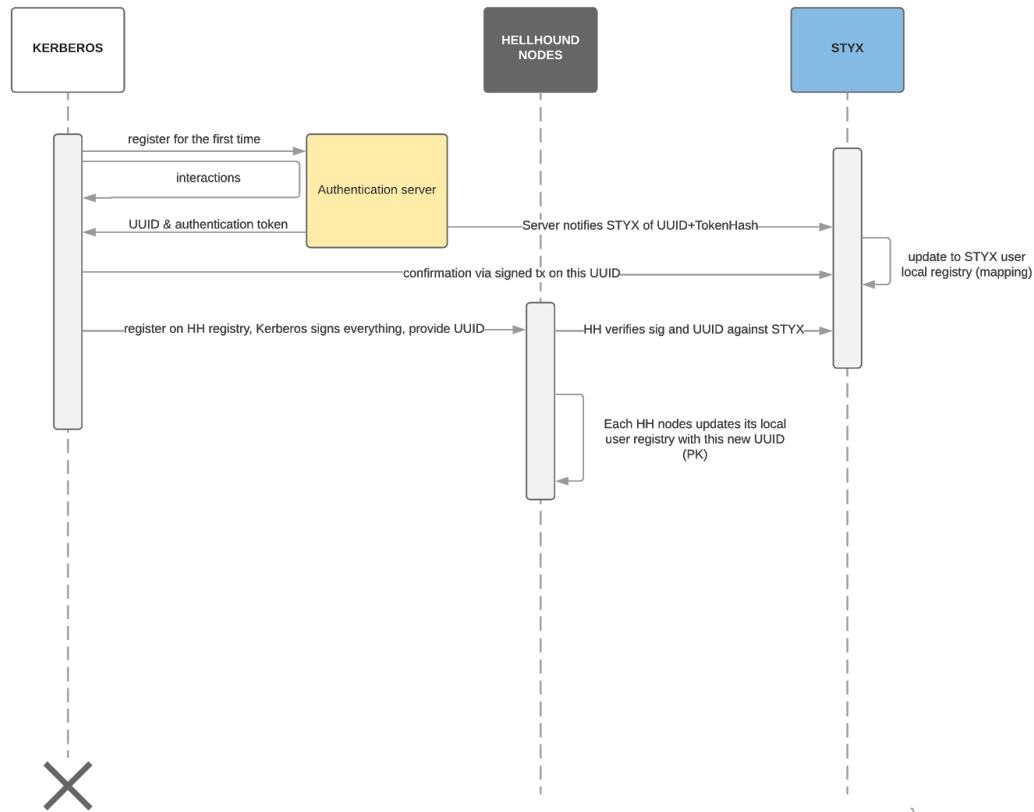 KERBEROS
HELLHOUND
NODES
STYX
register for the first time
interactions
Authentication server
UUID & authentication token
Server notifies STYX of UUID+TokenHash
update to STYX user
local registry (mapping)
confirmation via signed tx on this UUID
register on HH registry, Kerberos signs everything, provide UUID
HH verifies sig and UUID against STYX
Each HH nodes updates its local
user registry with this new UUID
(PK)